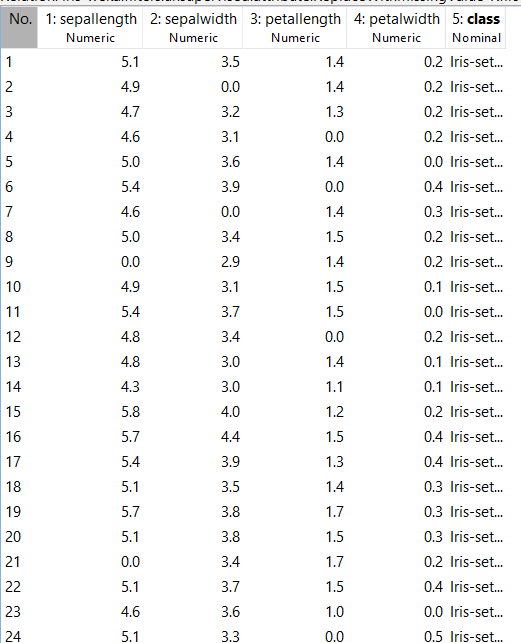 No. 1: sepallength 2: sepalwidth 3: petallength 4: petalwidth 5: class
Numeric Numeric Numeric Numeric Nominal
1 5.1 3.5 1.4 0.2 Iris-set...
2 4.9 0.0 1.4 0.2 Iris-set...
3 4.7 3.2 1.3 0.2 Iris-set...
4 4.6 3.1 0.0 0.2 Iris-set...
5 5.0 3.6 1.4 0.0 Iris-set...
6 5.4 3.9 0.0 0.4 Iris-set...
7 4.6 0.0 1.4 0.3 Iris-set...
8 5.0 3.4 1.5 0.2 Iris-set...
9 0.0 2.9 1.4 0.2 Iris-set...
10 4.9 3.1 1.5 0.1 Iris-set...
11 5.4 3.7 1.5 0.0 Iris-set...
12 4.8 3.4 0.0 0.2 Iris-set...
13 4.8 3.0 1.4 0.1 Iris-set...
14 4.3 3.0 1.1 0.1 Iris-set...
15 5.8 4.0 1.2 0.2 Iris-set...
16 5.7 4.4 1.5 0.4 Iris-set...
17 5.4 3.9 1.3 0.4 Iris-set...
18 5.1 3.5 1.4 0.3 Iris-set...
19 5.7 3.8 1.7 0.3 Iris-set...
20 5.1 3.8 1.5 0.3 Iris-set...
21 0.0 3.4 1.7 0.2 Iris-set...
22 5.1 3.7 1.5 0.4 Iris-set...
23 4.6 3.6 1.0 0.0 Iris-set...
24 5.1 3.3 0.0 0.5 Iris-set...